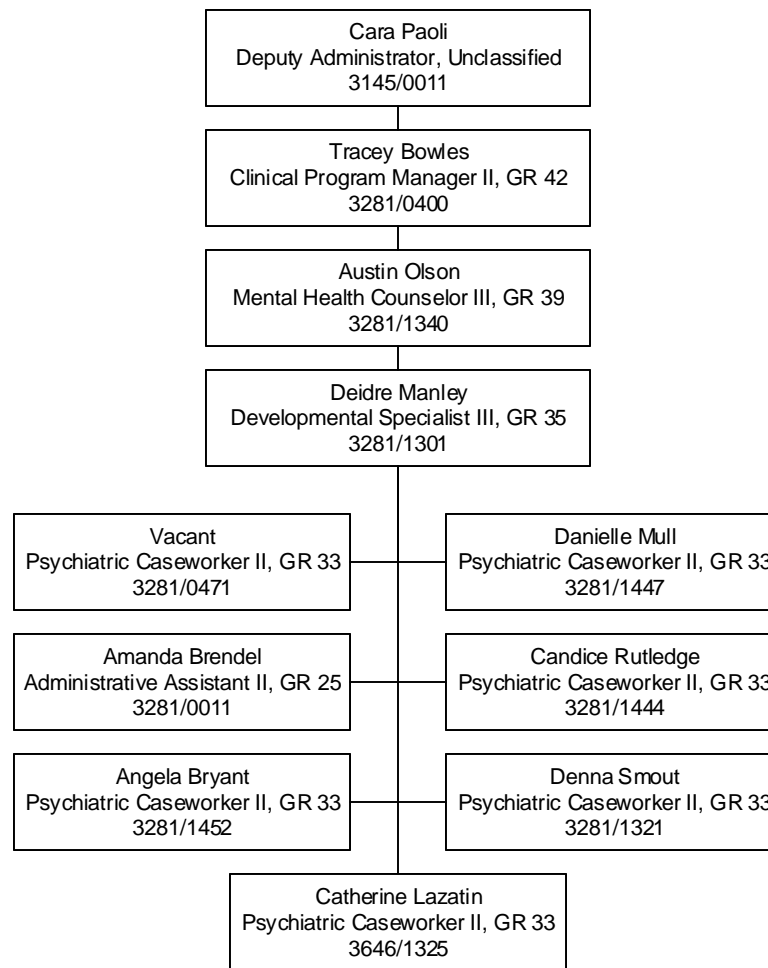 Cara Paoli
Deputy Administrator, Unclassified
3145/0011
Tracey Bowles
Clinical Program Manager II, GR 42
3281/0400
Austin Olson
Mental Health Counselor III, GR 39
3281/1340
Deidre Manley
Developmental Specialist III, GR 35
3281/1301
Vacant
Psychiatric Caseworker II, GR 33
3281/0471
Danielle Mull
Psychiatric Caseworker II, GR 33
3281/1447
Amanda Brendel
Administrative Assistant II, GR 25
3281/0011
Candice Rutledge
Psychiatric Caseworker II, GR 33
3281/1444
Angela Bryant
Psychiatric Caseworker II, GR 33
3281/1452
Denna Smout
Psychiatric Caseworker II, GR 33
3281/1321
Catherine Lazatin
Psychiatric Caseworker II, GR 33
3646/1325